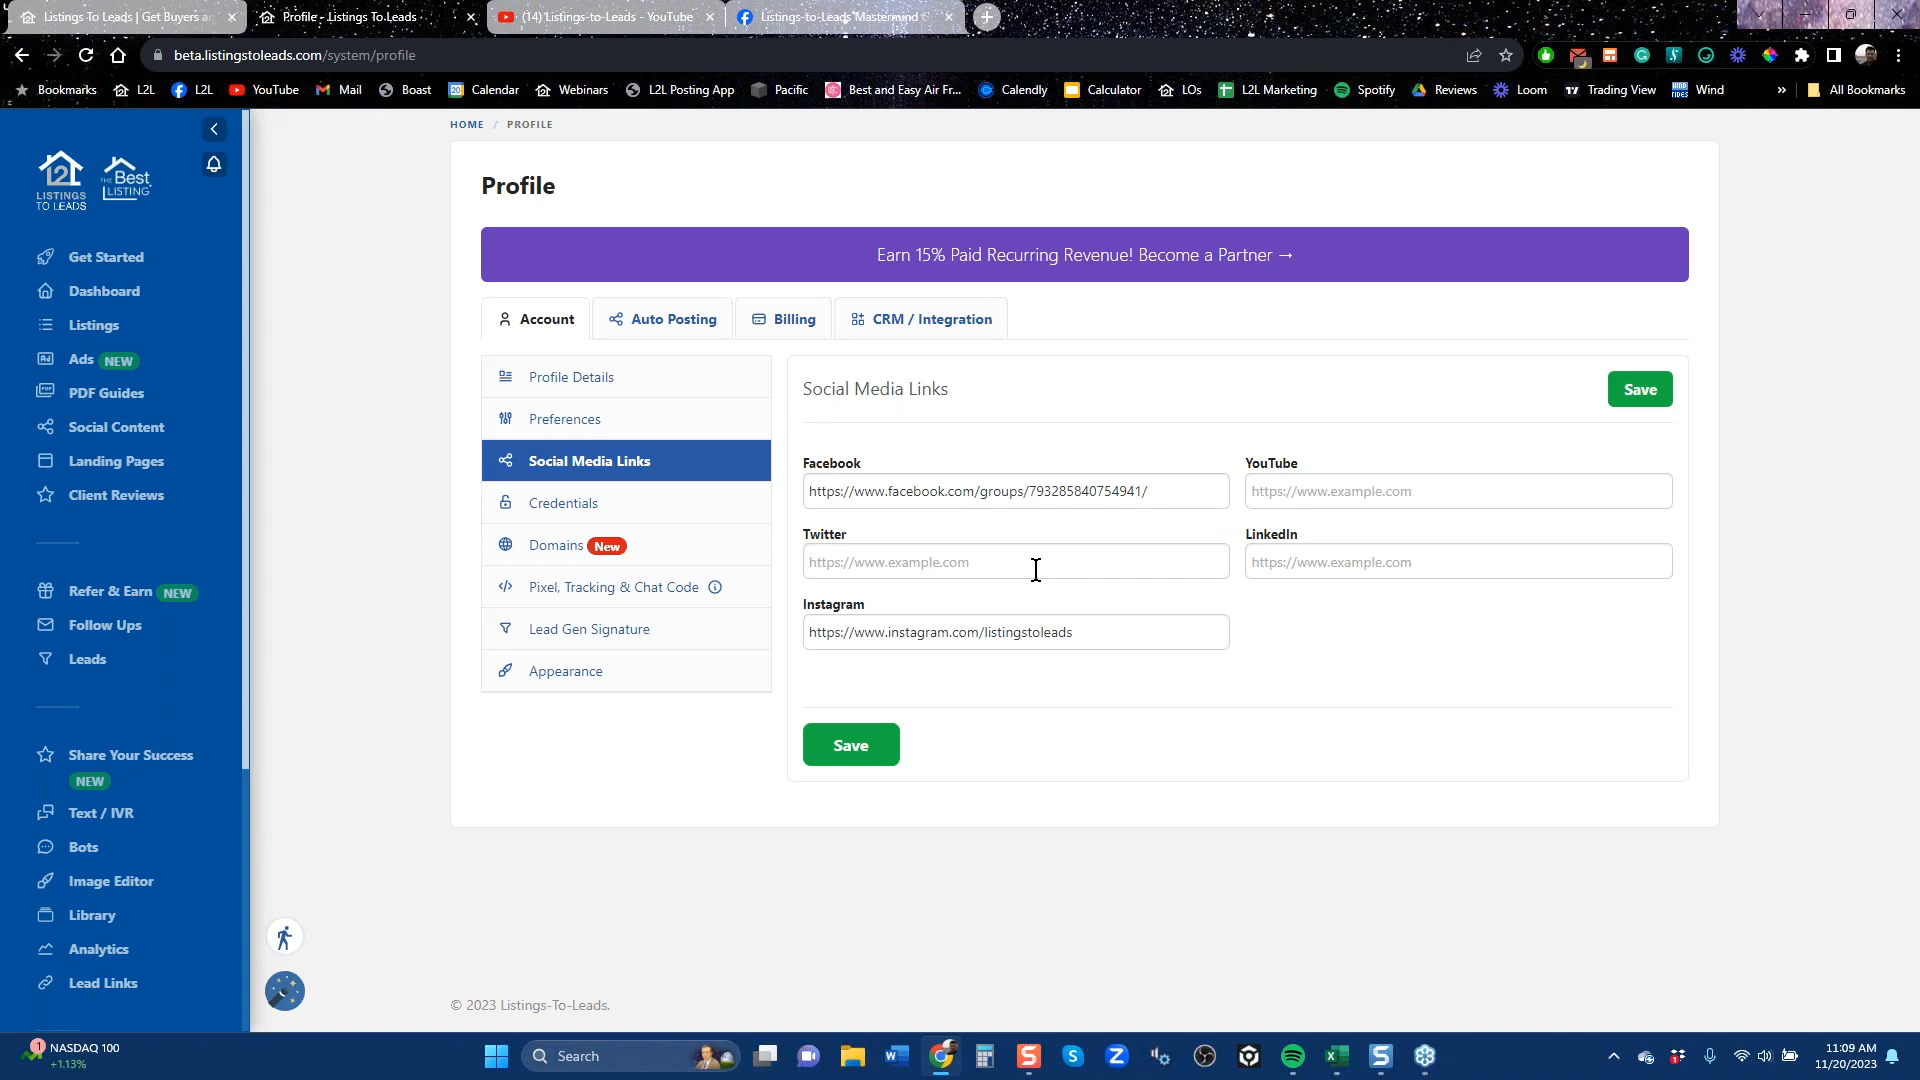 Listings To Leads | Get Buyers a
Profile - Listings To Leads
(14) Listings-to-Leads - YouTube
Listings-to-Leads Mastermind
beta.listingstoleads.com/system/profile
Bookmarks
L2L
L2L
YouTube
Mail
Boast
Calendar
Webinars
L2L Posting App
Pacific
Best and Easy Air Fr...
Calendly
Calculator
LOs
L2L Marketing
Spotify
Reviews
Loom
Trading View
Wind
»
All Bookmarks
L2L
LISTINGS
TO LEADS
THE Best
LISTING
Get Started
Dashboard
Listings
Ads NEW
PDF Guides
Social Content
Landing Pages
Client Reviews
Refer & Earn NEW
Follow Ups
Leads
Share Your Success
NEW
Text / IVR
Bots
Image Editor
Library
Analytics
Lead Links
HOME / PROFILE
Profile
Earn 15% Paid Recurring Revenue! Become a Partner →
Account
Auto Posting
Billing
CRM / Integration
Profile Details
Preferences
Social Media Links
Credentials
Domains New
Pixel, Tracking & Chat Code
Lead Gen Signature
Appearance
Social Media Links
Save
Facebook
https://www.facebook.com/groups/793285840754941/
YouTube
https://www.example.com
Twitter
https://www.example.com
LinkedIn
https://www.example.com
Instagram
https://www.instagram.com/listingstoleads
Save
© 2023 Listings-To-Leads.
1
NASDAQ 100
+1.13%
Search
11:09 AM
11/20/2023